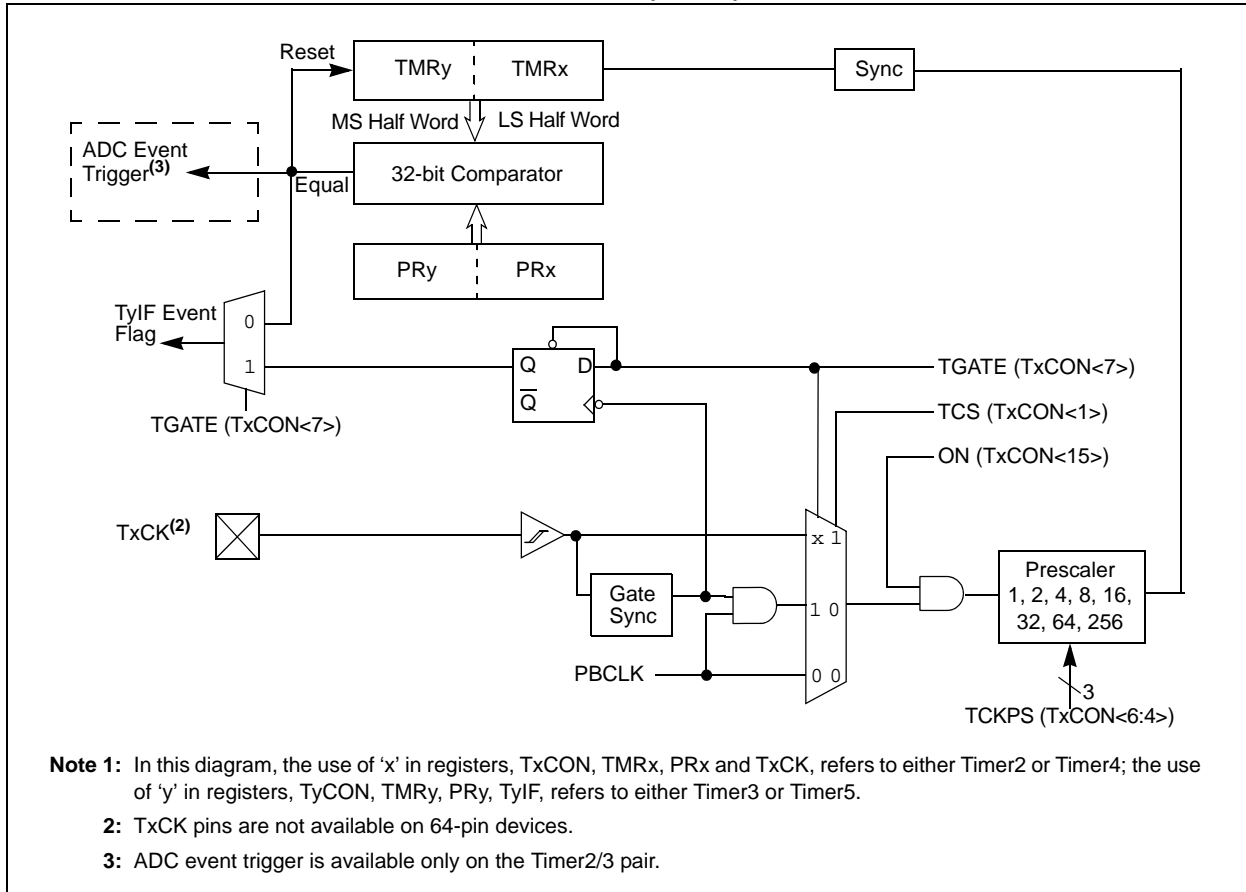 Reset
TMRy TMRx
Sync
MS Half Word LS Half Word
ADC Event
Trigger(3)
Equal
32-bit Comparator
PRy PRx
TyIF Event
Flag
0
1
TGATE (TxCON<7>)
Q D
Q
TGATE (TxCON<7>)
TCS (TxCON<1>)
ON (TxCON<15>)
TxCK(2)
x 1
Gate
Sync
1 0
PBCLK
0 0
Prescaler
1, 2, 4, 8, 16,
32, 64, 256
3
TCKPS (TxCON<6:4>)
Note 1: In this diagram, the use of ‘x’ in registers, TxCON, TMRx, PRx and TxCK, refers to either Timer2 or Timer4; the use
of ‘y’ in registers, TyCON, TMRy, PRy, TyIF, refers to either Timer3 or Timer5.
2: TxCK pins are not available on 64-pin devices.
3: ADC event trigger is available only on the Timer2/3 pair.